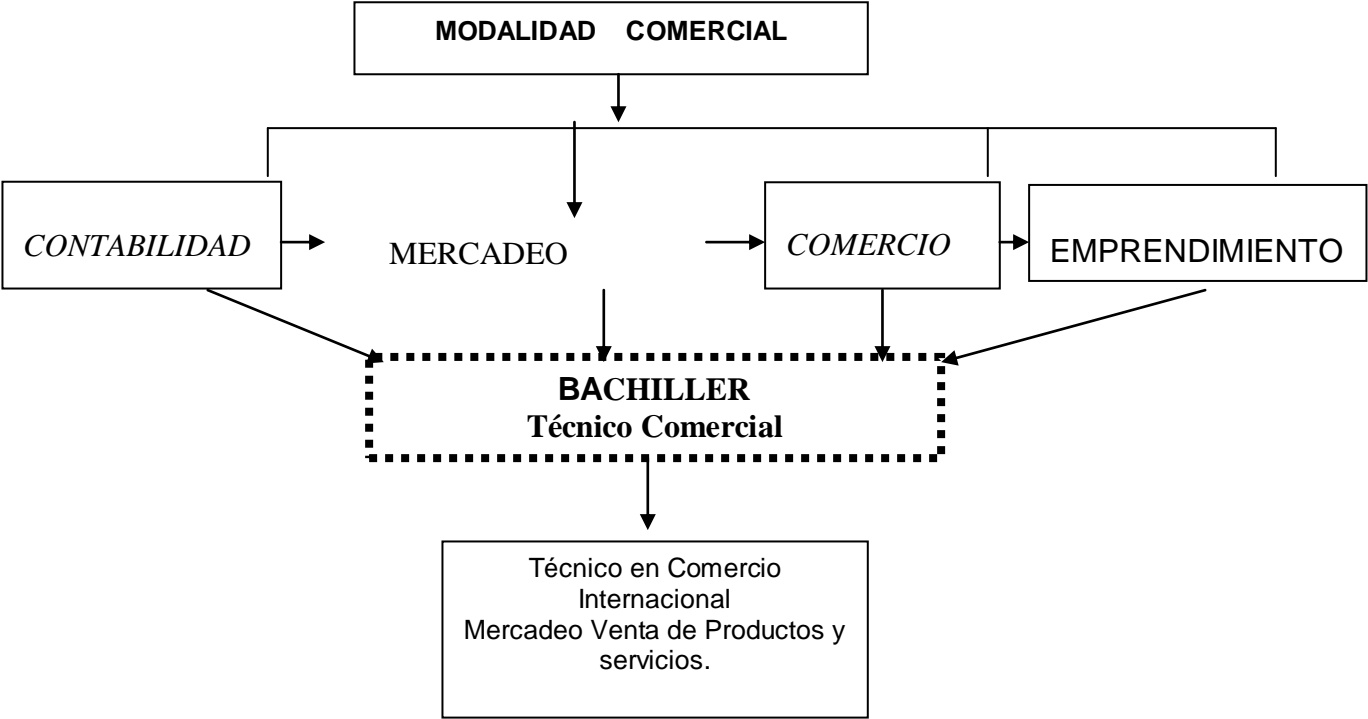 MODALIDAD COMERCIAL
CONTABILIDAD
MERCADEO
COMERCIO
EMPRENDIMIENTO
BACHILLER
Técnico Comercial
Técnico en Comercio
Internacional
Mercadeo Venta de Productos y
servicios.